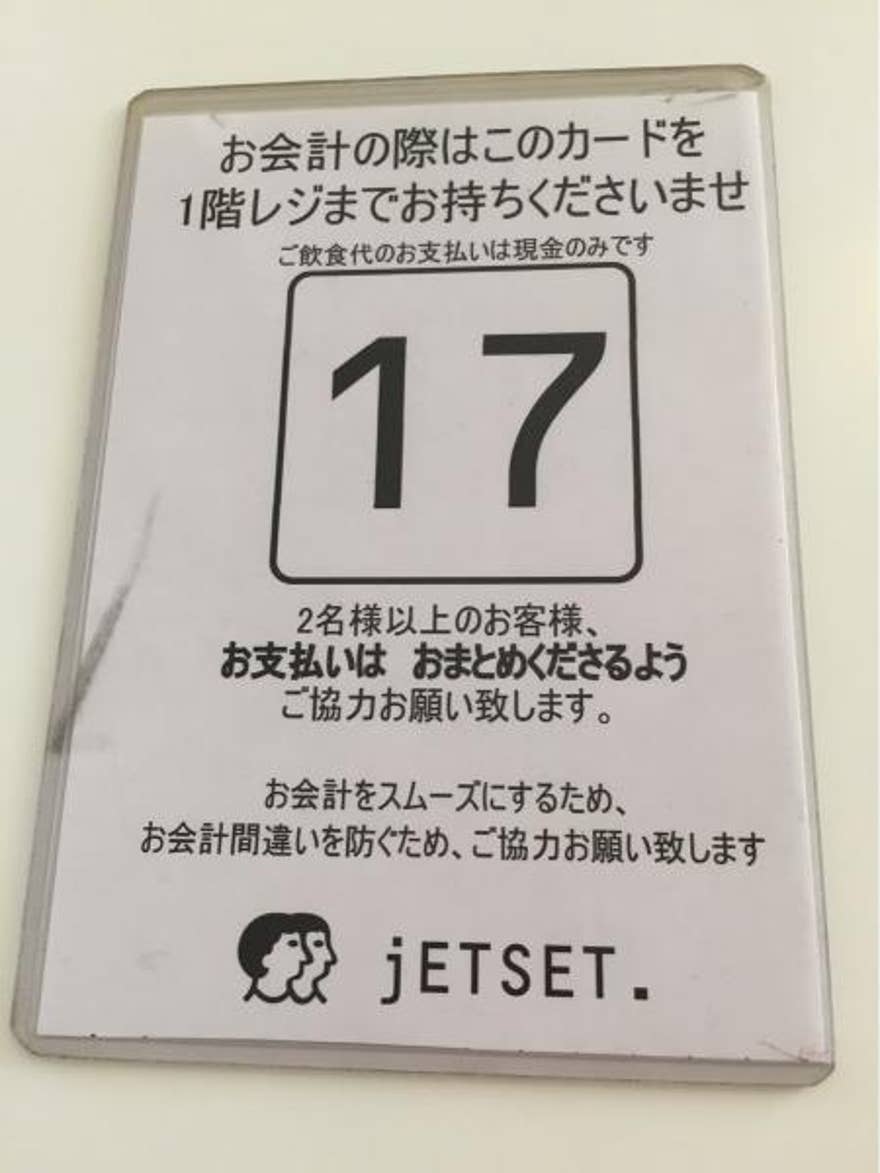 お会計の際はこのカードを
1階レジまでお持ちくださいませ
ご飲食代のお支払いは現金のみです
17
2名様以上のお客様、
お支払いは　おまとめくださるよう
ご協力お願い致します。
お会計をスムーズにするため、
お会計間違いを防ぐため、ご協力お願い致します
jETSET.